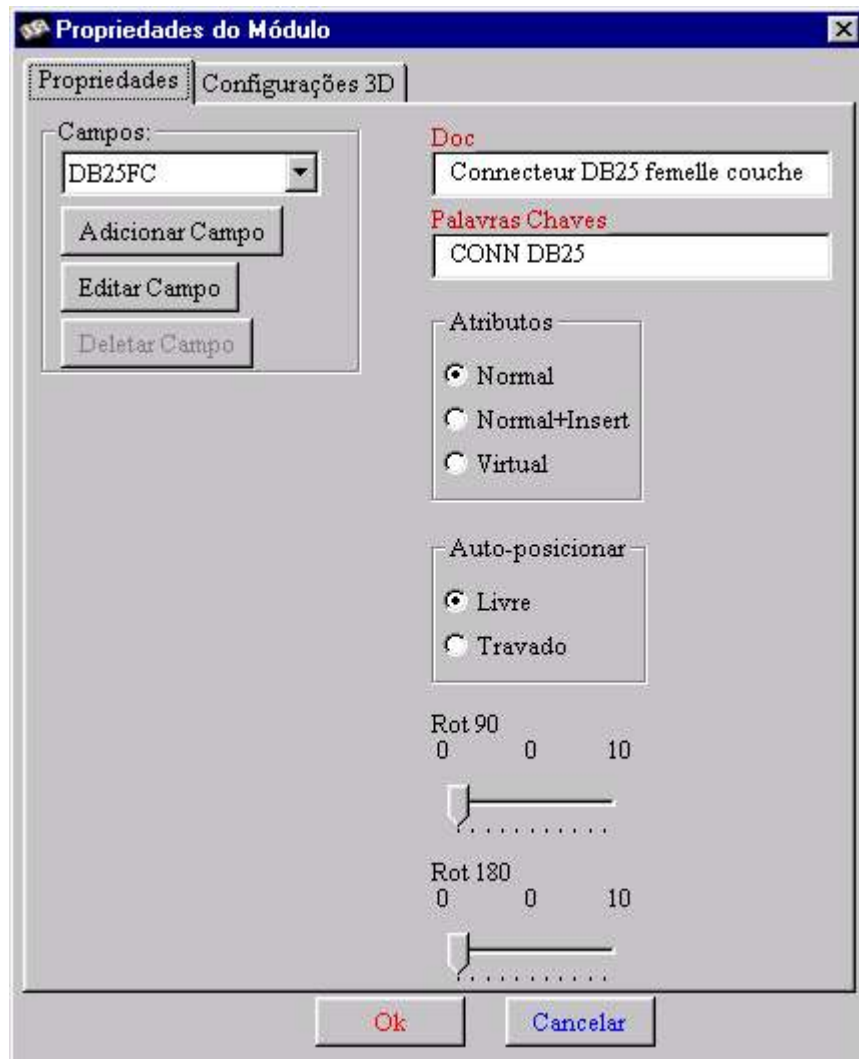 Propriedades do Módulo
Propriedades
Configurações 3D
Campos:
DB25FC
Adicionar Campo
Editar Campo
Deletar Campo
Doc
Connecteur DB25 femelle couche
Palavras Chaves
CONN DB25
Atributos
Normal
Normal+Insert
Virtual
Auto-posicionar
Livre
Travado
Rot 90
0 0 10
Rot 180
0 0 10
Ok
Cancelar